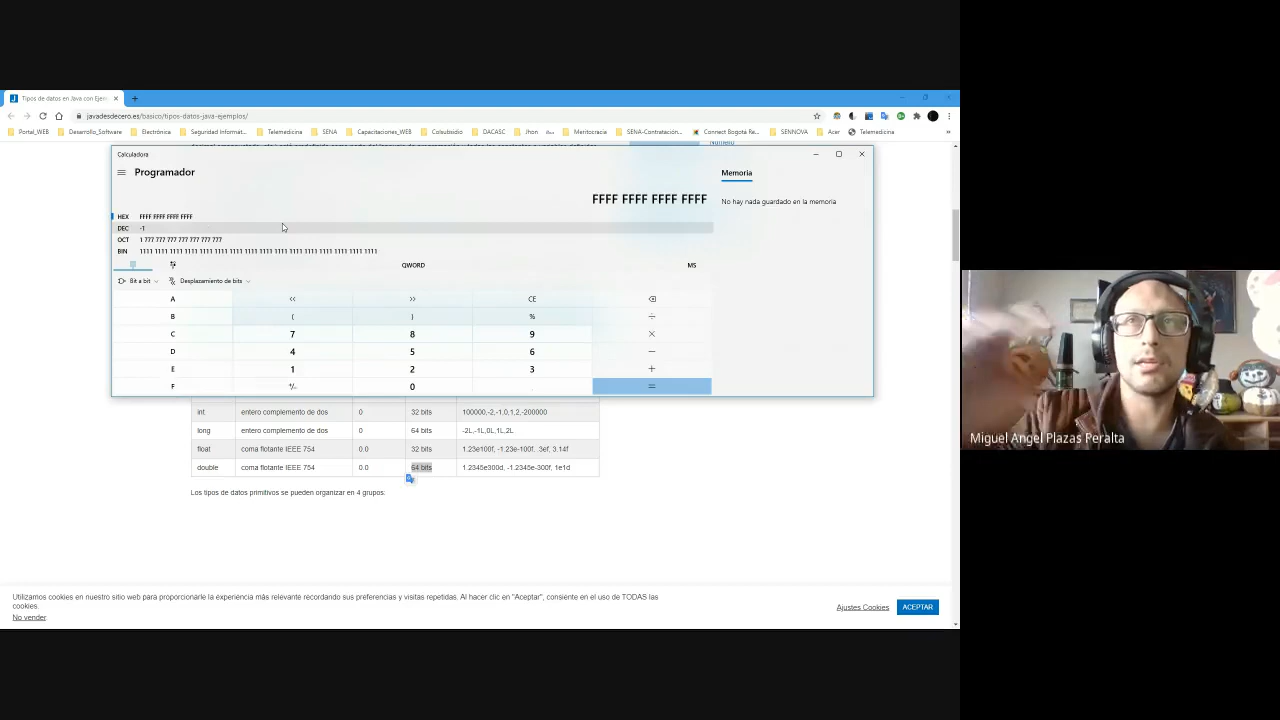 Tipos de datos en Java con Ejem
javadesdecero.es/basico/tipos-datos-java-ejemplos/
Portal_WEB
Desarrollo_Software
Electrónica
Seguridad Informát...
Telemedicina
SENA
Capacitaciones_WEB
Colsubsidio
DACASC
Jhon
Meritocracia
SENA-Contratación...
Connect Bogotá Re...
SENNOVA
Acer
Telemedicina
»
Número
Calculadora
Programador
Memoria
No hay nada guardado en la memoria
FFFF FFFF FFFF FFFF
HEX FFFF FFFF FFFF FFFF
DEC -1
OCT 1 777 777 777 777 777 777 777
BIN 1111 1111 1111 1111 1111 1111 1111 1111 1111 1111 1111 1111 1111 1111 1111 1111
QWORD MS
Bit a bit Desplazamiento de bits
A << >> CE
B ( ) %  ÷
C 7 8 9 ×
D 4 5 6 −
E 1 2 3 +
F +/- 0 . =
int entero complemento de dos 0 32 bits 100000,-2,-1,0,1,2,-200000
long entero complemento de dos 0 64 bits -2L,-1L,0L,1L,2L
float coma flotante IEEE 754 0.0 32 bits 1.23e100f, -1.23e-100f, .3ef, 3.14f
double coma flotante IEEE 754 0.0 64 bits 1.2345e300d, -1.2345e-300f, 1e1d
Los tipos de datos primitivos se pueden organizar en 4 grupos:
Utilizamos cookies en nuestro sitio web para proporcionarle la experiencia más relevante recordando sus preferencias y visitas repetidas. Al hacer clic en "Aceptar", consiente en el uso de TODAS las
cookies.
No vender
Ajustes Cookies
ACEPTAR
Miguel Angel Plazas Peralta